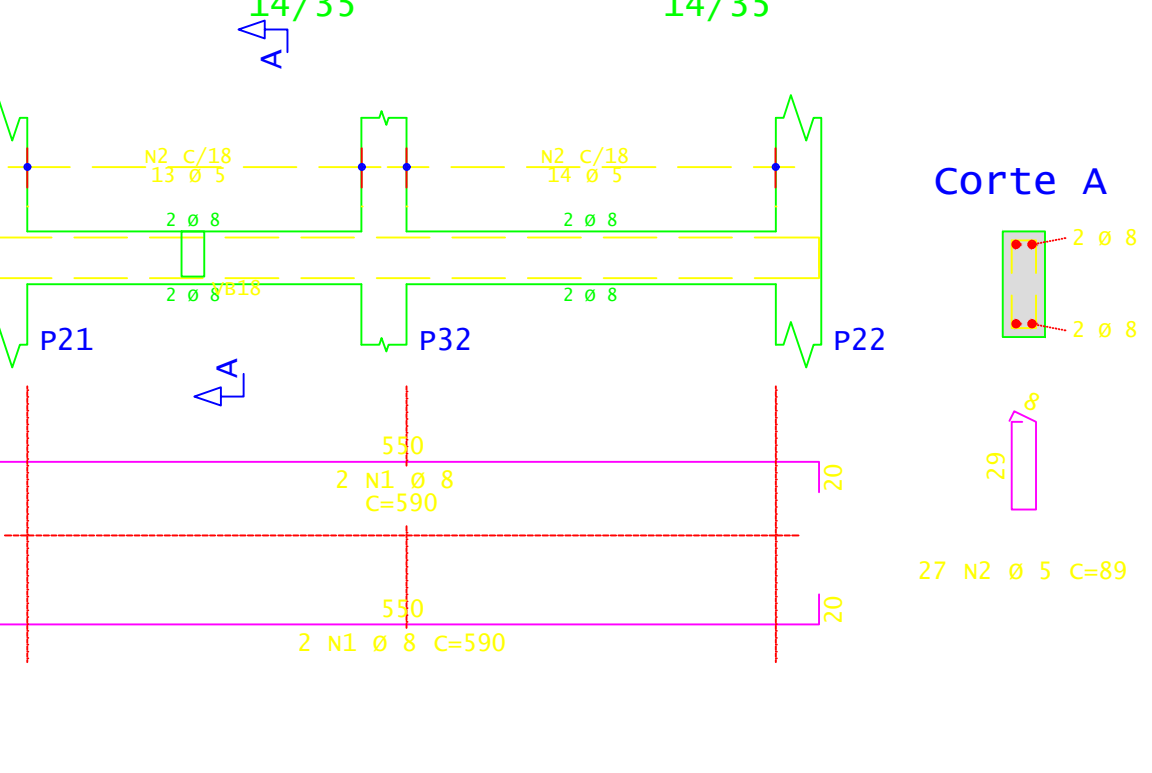 14/35
14/35
A
N2 C/18
13 Ø 5
N2 C/18
14 Ø 5
Corte A
2 Ø 8
2 Ø 8
2 Ø 8
VB18
2 Ø 8
2 Ø 8
2 Ø 8
P21
P32
P22
A
8
550
29
2 N1 Ø 8
C=590
20
27 N2 Ø 5 C=89
550
20
2 N1 Ø 8 C=590